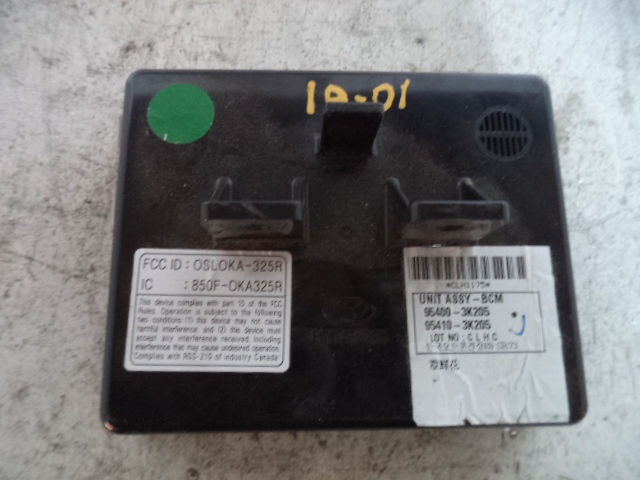 10-01
FCC ID : OSLOKA-325R
IC : 850F-OKA325R
This device complies with part 15 of the FCC
Rules. Operation is subject to the following
two conditions (1) this device may not cause
harmful interference, and (2) this device must
accept any interference received. Including
interference that may cause undesired operation.
Complies with RSS-210 of Industry Canada
*CLH1175*
UNIT ASSY-BCM
95400-3K205
95410-3K205
LOT NO: C L H C